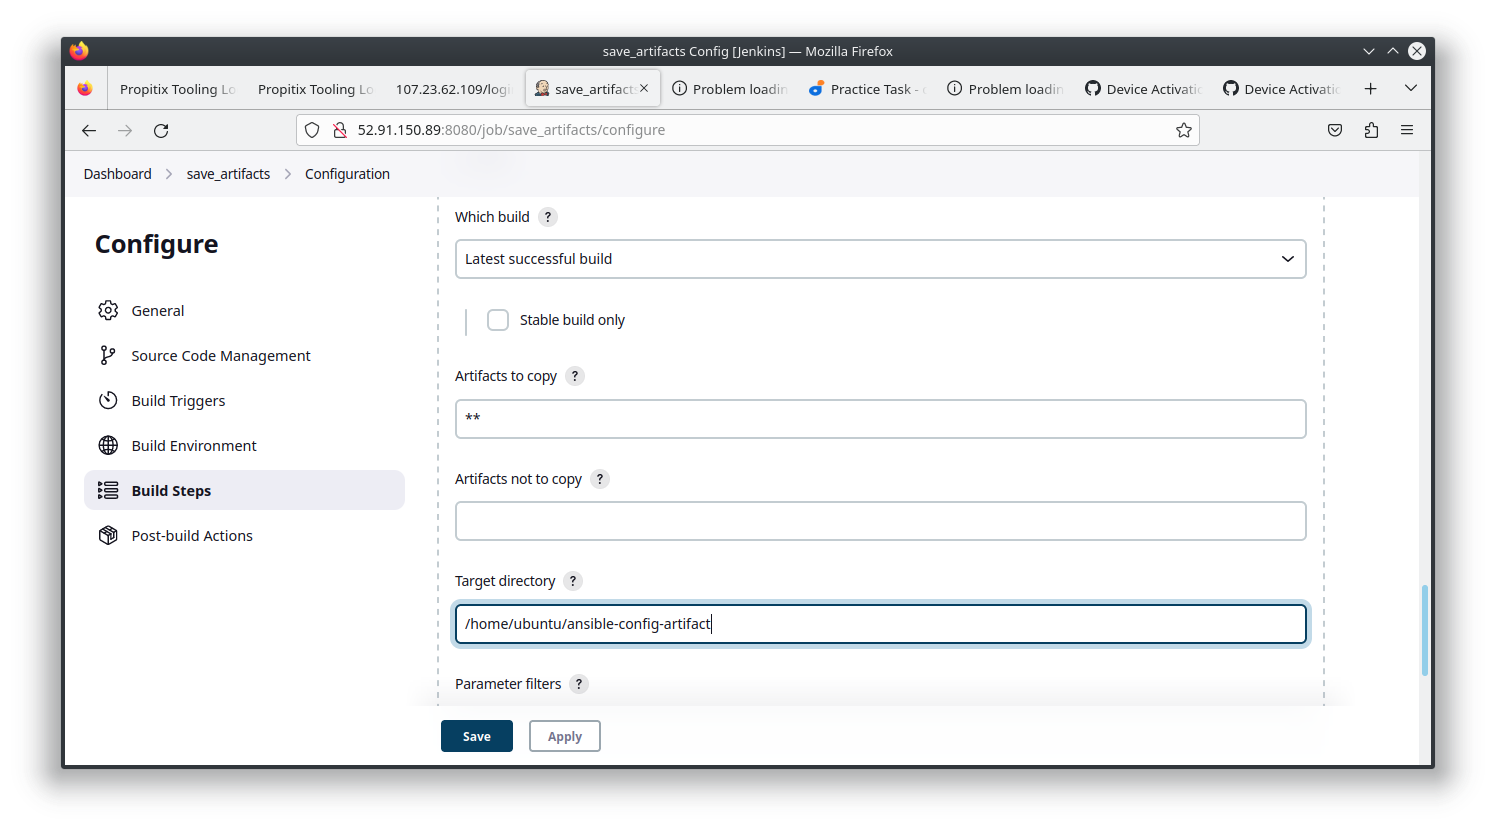 save_artifacts Config [Jenkins] — Mozilla Firefox
Propitix Tooling Lo
Propitix Tooling Lo
107.23.62.109/logi
save_artifacts
Problem loadin
Practice Task -
Problem loadin
Device Activatio
Device Activatio
52.91.150.89:8080/job/save_artifacts/configure
Dashboard
save_artifacts
Configuration
Configure
General
Source Code Management
Build Triggers
Build Environment
Build Steps
Post-build Actions
Which build ?
Latest successful build
Stable build only
Artifacts to copy ?
**
Artifacts not to copy ?
Target directory ?
/home/ubuntu/ansible-config-artifact
Parameter filters ?
Save
Apply